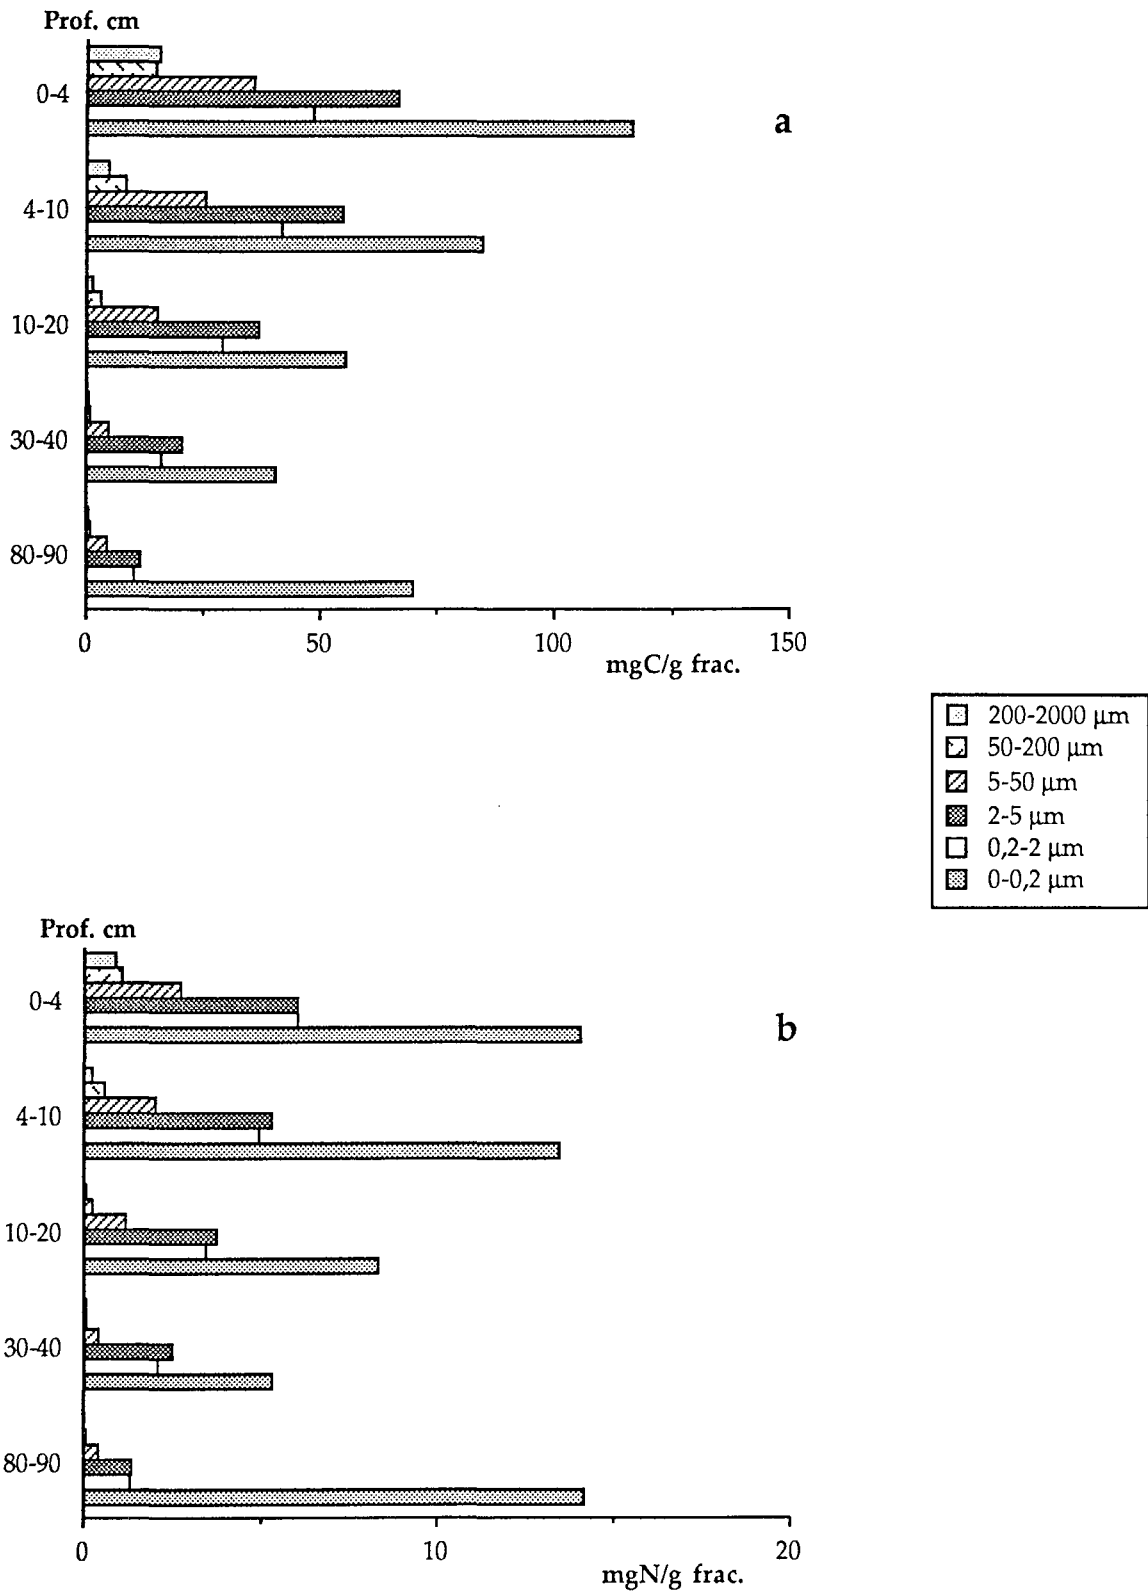 Prof. cm
0-4
a
4-10
10-20
30-40
80-90
0 50 100 150
mgC/g frac.
200-2000 µm
50-200 µm
5-50 µm
2-5 µm
0,2-2 µm
0-0,2 µm
Prof. cm
0-4
b
4-10
10-20
30-40
80-90
0 10 20
mgN/g frac.